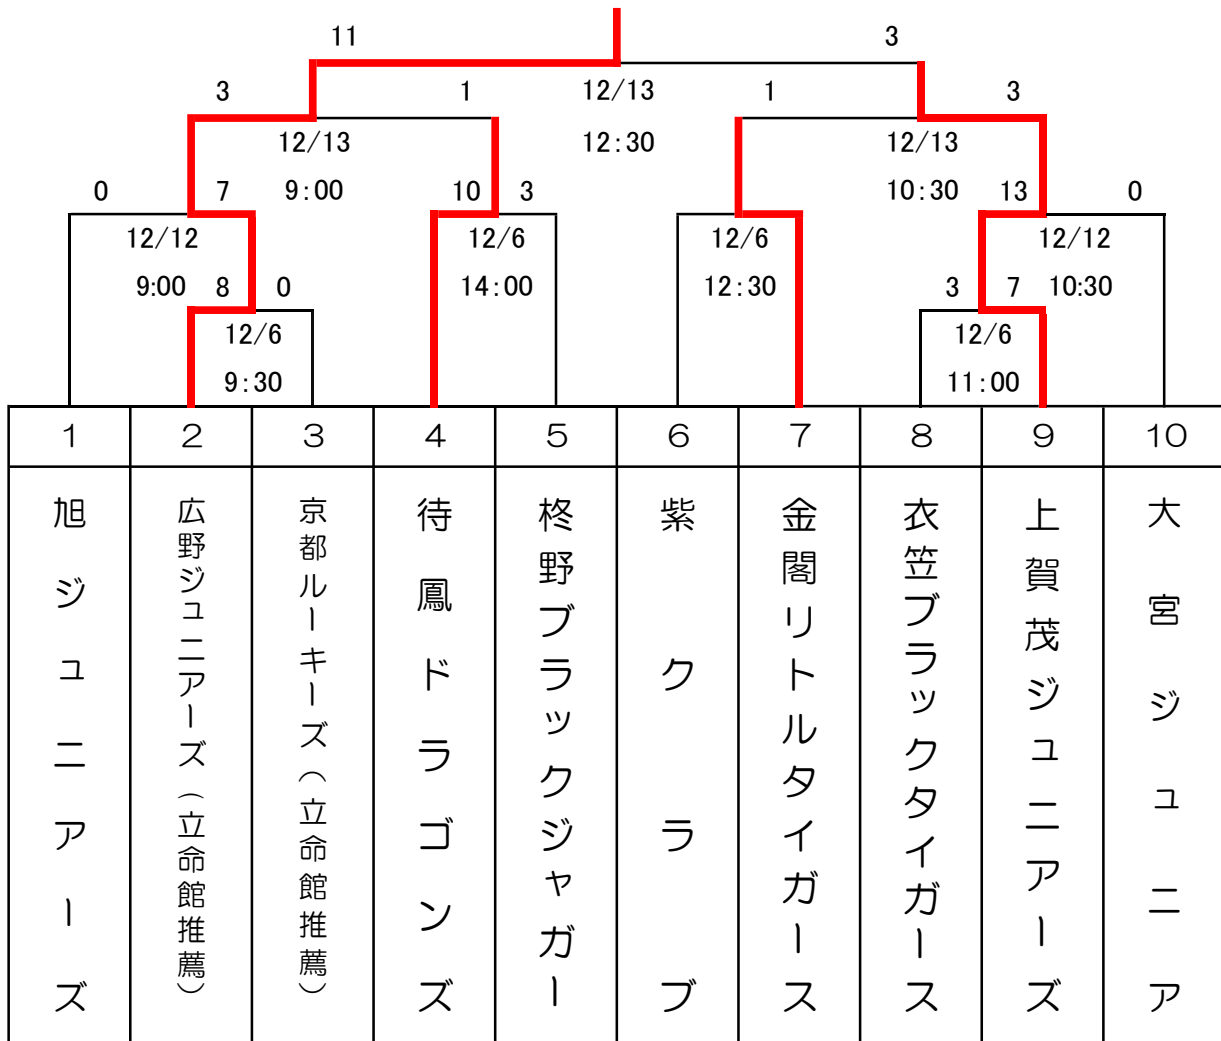 11 3
3 1 12/13 1 3
12/13 12:30 12/13
0 7 9:00 10 3 10:30 13 0
12/12 12/6 12/6 12/12
9:00 8 0 14:00 12:30 3 7 10:30
12/6 12/6
9:30 11:00
1 2 3 4 5 6 7 8 9 10
旭ジュニアーズ
広野ジュニアーズ(立命館推薦)
京都ルーキーズ(立命館推薦)
待鳳ドラゴンズ
柊野ブラックジャガー
紫クラブ
金閣リトルタイガース
衣笠ブラックタイガース
上賀茂ジュニアーズ
大宮ジュニア